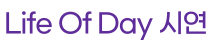 Life Of Day 시연